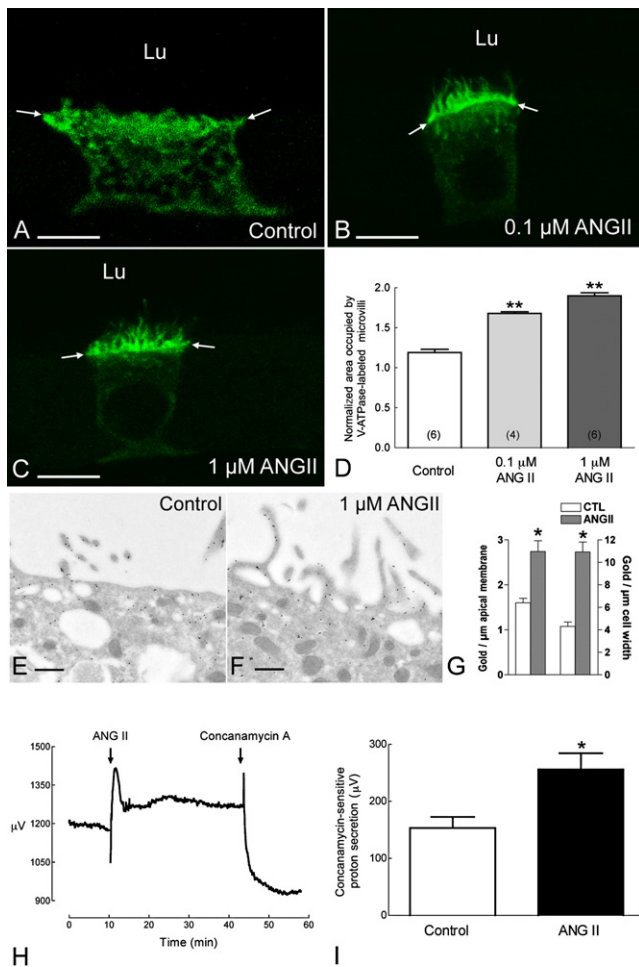 Lu
A
Control
Lu
B
0.1 µM ANGII
Lu
C
1 µM ANGII
Normalized area occupied by
V-ATPase-labeled microvilli
2.0
1.5
1.0
0.5
0.0
**
**
(6)
(4)
(6)
Control
0.1 µM
ANG II
1 µM
ANG II
D
Control
E
1 µM ANGII
F
CTL
ANGII
Gold / µm apical membrane
3
2
1
0
*
*
12
10
8
6
4
2
0
Gold / µm cell width
G
ANG II
Concanamycin A
1500
1350
µV
1200
1050
900
0 10 20 30 40 50 60
Time (min)
H
Concanamycin-sensitive
proton secretion (µV)
300
150
0
*
Control
ANG II
I